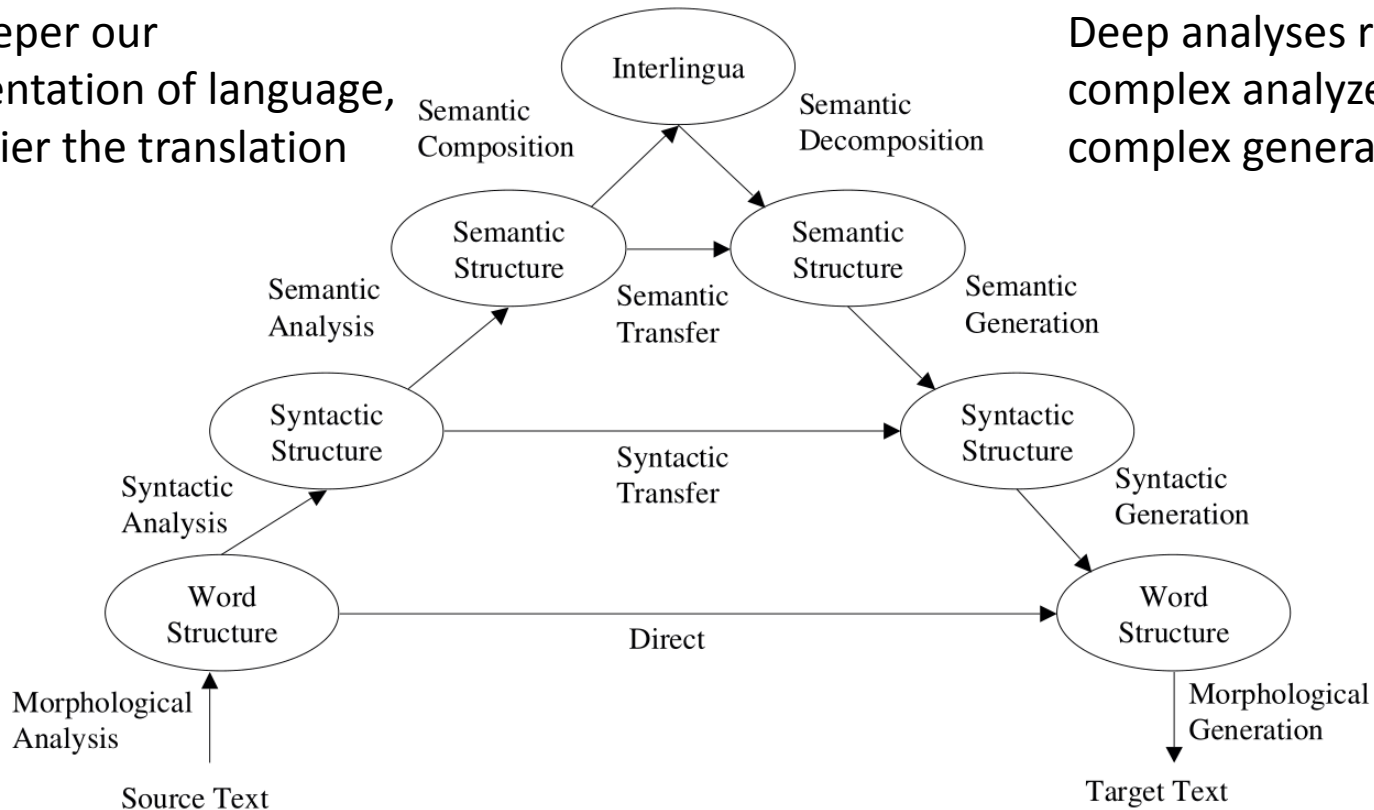 eper our
entation of language,
ier the translation
Deep analyses r
complex analyze
complex genera
Interlingua
Semantic
Composition
Semantic
Decomposition
Semantic
Structure
Semantic
Structure
Semantic
Analysis
Semantic
Transfer
Semantic
Generation
Syntactic
Structure
Syntactic
Structure
Syntactic
Transfer
Syntactic
Analysis
Syntactic
Generation
Word
Structure
Word
Structure
Direct
Morphological
Analysis
Morphological
Generation
Source Text
Target Text